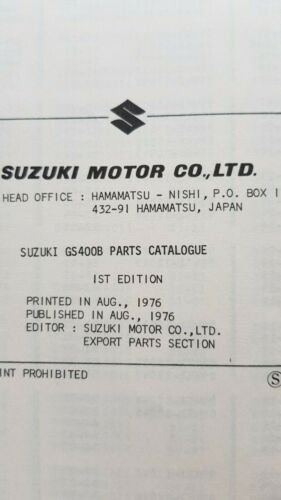 SUZUKI MOTOR CO.,LTD.
HEAD OFFICE : HAMAMATSU - NISHI, P.O. BOX 1
432-91 HAMAMATSU, JAPAN
SUZUKI GS400B PARTS CATALOGUE
1ST EDITION
PRINTED IN AUG., 1976
PUBLISHED IN AUG., 1976
EDITOR : SUZUKI MOTOR CO.,LTD.
EXPORT PARTS SECTION
INT PROHIBITED
S